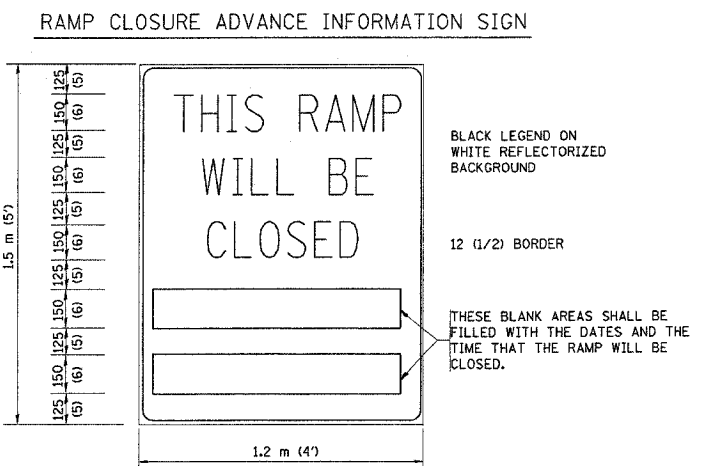 RAMP CLOSURE ADVANCE INFORMATION SIGN
125 (5)
150 (6)
125 (5)
150 (6)
125 (5)
150 (6)
125 (5)
150 (6)
125 (5)
150 (6)
125 (5)
1.5 m (5')
THIS RAMP
WILL BE
CLOSED
BLACK LEGEND ON
WHITE REFLECTORIZED
BACKGROUND
12 (1/2) BORDER
THESE BLANK AREAS SHALL BE
FILLED WITH THE DATES AND THE
TIME THAT THE RAMP WILL BE
CLOSED.
1.2 m (4')